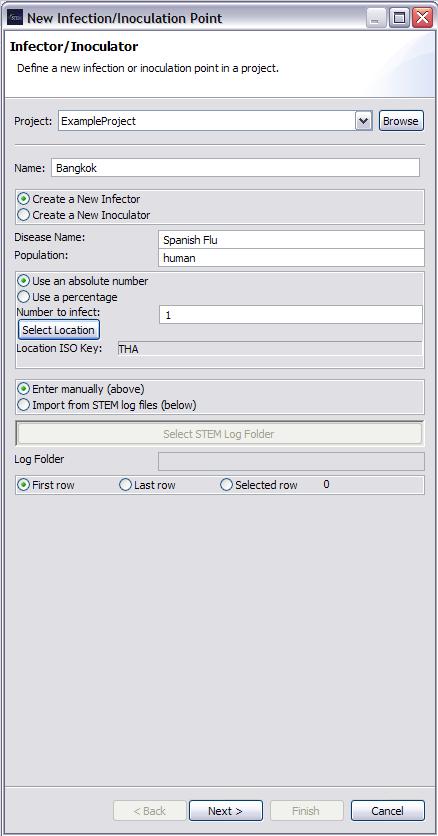 New Infection/Inoculation Point
Infector/Inoculator
Define a new infection or inoculation point in a project.
Project: ExampleProject Browse
Name: Bangkok
Create a New Infector
Create a New Inoculator
Disease Name: Spanish Flu
Population: human
Use an absolute number
Use a percentage
Number to infect: 1
Select Location
Location ISO Key: THA
Enter manually (above)
Import from STEM log files (below)
Select STEM Log Folder
Log Folder
First row Last row Selected row 0
< Back Next > Finish Cancel